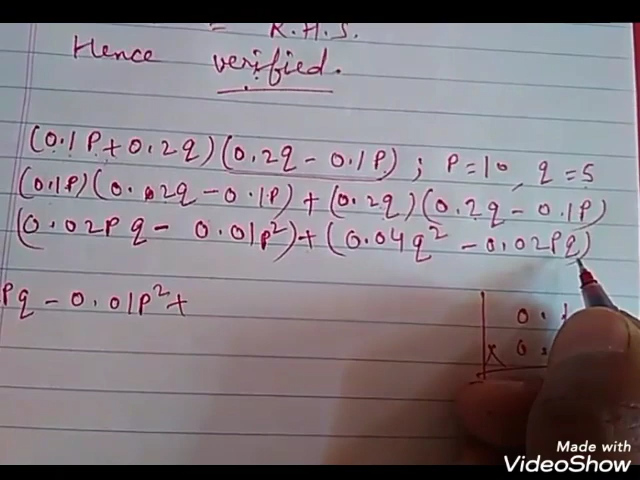 = R.H.S.
Hence verified.
(0.1P+0.2q)(0.2q-0.1P) ; P=10, q=5
(0.1P)(0.02q-0.1P)+(0.2q)(0.2q-0.1P)
(0.02Pq-0.01P²)+(0.04q²-0.02Pq)
Pq-0.01P²+
0.
x 0.
Made with
VideoShow